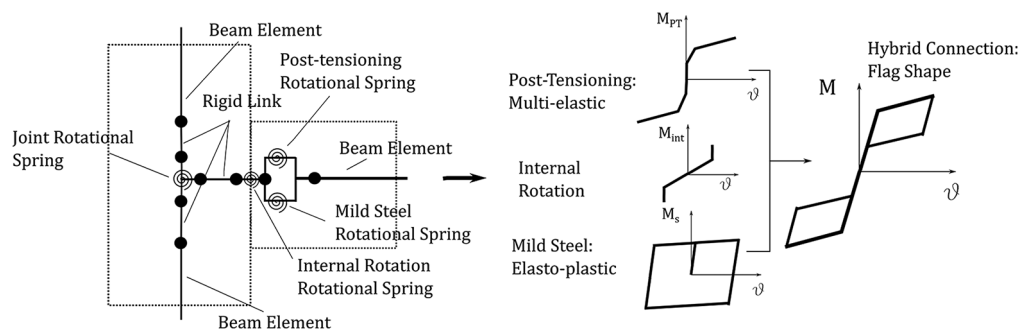 Beam Element
Post-tensioning
Rotational Spring
Rigid Link
Joint Rotational
Spring
Beam Element
Mild Steel
Rotational Spring
Internal Rotation
Rotational Spring
Beam Element
M_PT
Post-Tensioning:
Multi-elastic
ϑ
M_int
Internal
Rotation
ϑ
M_s
Mild Steel:
Elasto-plastic
ϑ
Hybrid Connection:
Flag Shape
M
ϑ